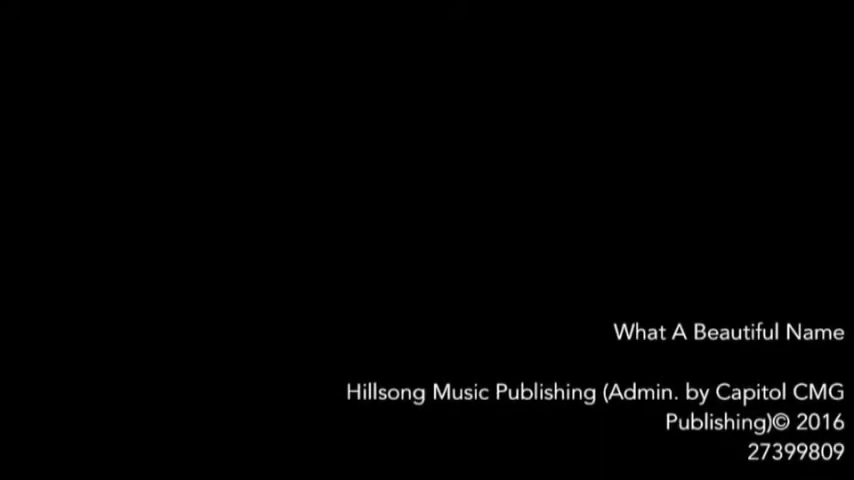 What A Beautiful Name
Hillsong Music Publishing (Admin. by Capitol CMG
Publishing)© 2016
27399809